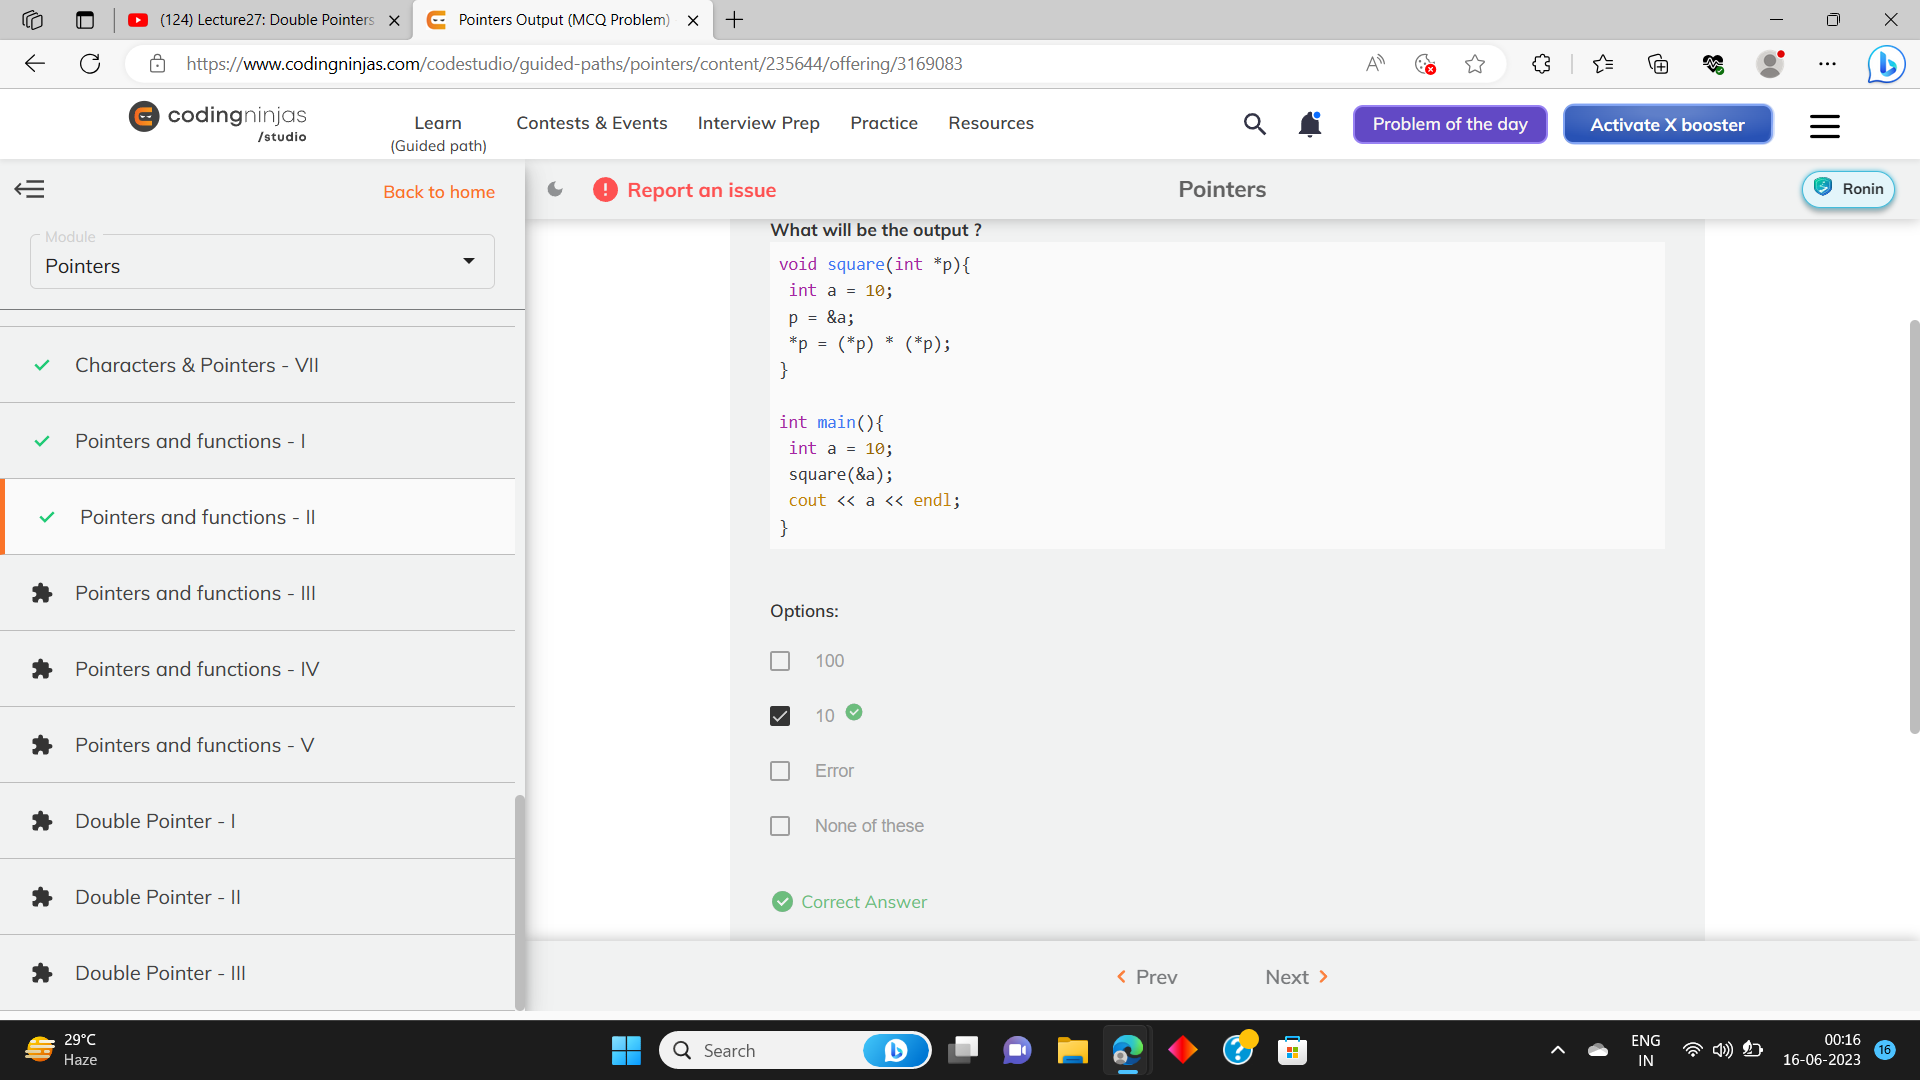 (124) Lecture27: Double Pointers
Pointers Output (MCQ Problem)
https://www.codingninjas.com/codestudio/guided-paths/pointers/content/235644/offering/3169083
codingninjas
/studio
Learn
(Guided path)
Contests & Events
Interview Prep
Practice
Resources
Problem of the day
Activate X booster
Back to home
Report an issue
Pointers
Ronin
Module
Pointers
Characters & Pointers - VII
Pointers and functions - I
Pointers and functions - II
Pointers and functions - III
Pointers and functions - IV
Pointers and functions - V
Double Pointer - I
Double Pointer - II
Double Pointer - III
What will be the output ?
void square(int *p){
int a = 10;
p = &a;
*p = (*p) * (*p);
}
int main(){
int a = 10;
square(&a);
cout << a << endl;
}
Options:
100
10
Error
None of these
Correct Answer
Prev
Next
29°C
Haze
Search
ENG
IN
00:16
16-06-2023
16